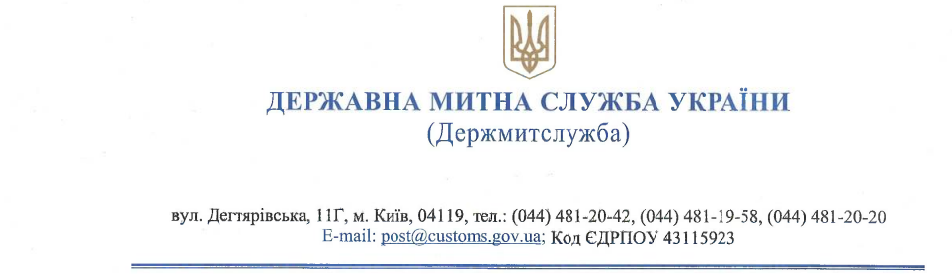 ДЕРЖАВНА МИТНА СЛУЖБА УКРАЇНИ
(Держмитслужба)
вул. Дегтярівська, 11Г, м. Київ, 04119, тел.: (044) 481-20-42, (044) 481-19-58, (044) 481-20-20
E-mail: post@customs.gov.ua; Код ЄДРПОУ 43115923